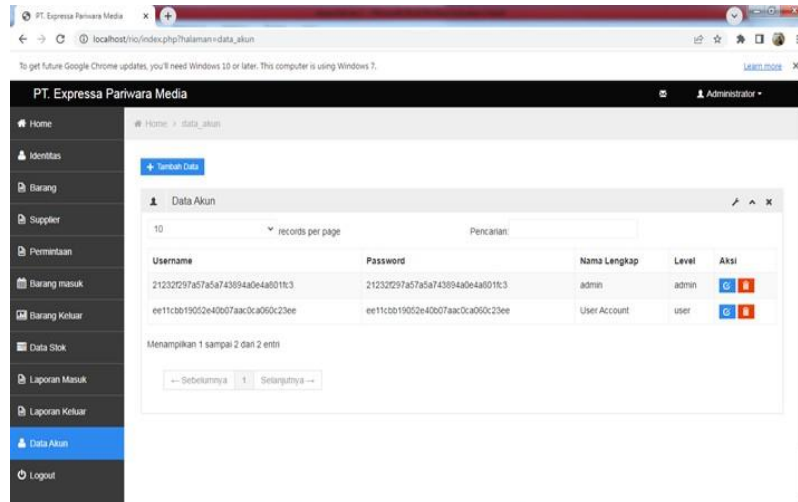 PT. Expressa Pariwara Media
localhost/rio/index.php?halaman=data_akun
To get future Google Chrome updates, you'll need Windows 10 or later. This computer is using Windows 7.
Learn more
PT. Expressa Pariwara Media
Administrator
Home
Home > data_akun
Identitas
+ Tambah Data
Barang
Data Akun
Supplier
10 records per page
Pencarian:
Permintaan
Username Password Nama Lengkap Level Aksi
Barang masuk
21232f297a57a5a743894a0e4a801fc3 21232f297a57a5a743894a0e4a801fc3 admin admin
Barang Keluar
ee11cbb19052e40b07aac0ca060c23ee ee11cbb19052e40b07aac0ca060c23ee User Account user
Data Stok
Menampilkan 1 sampai 2 dari 2 entri
Laporan Masuk
← Sebelumnya 1 Selanjutnya →
Laporan Keluar
Data Akun
Logout